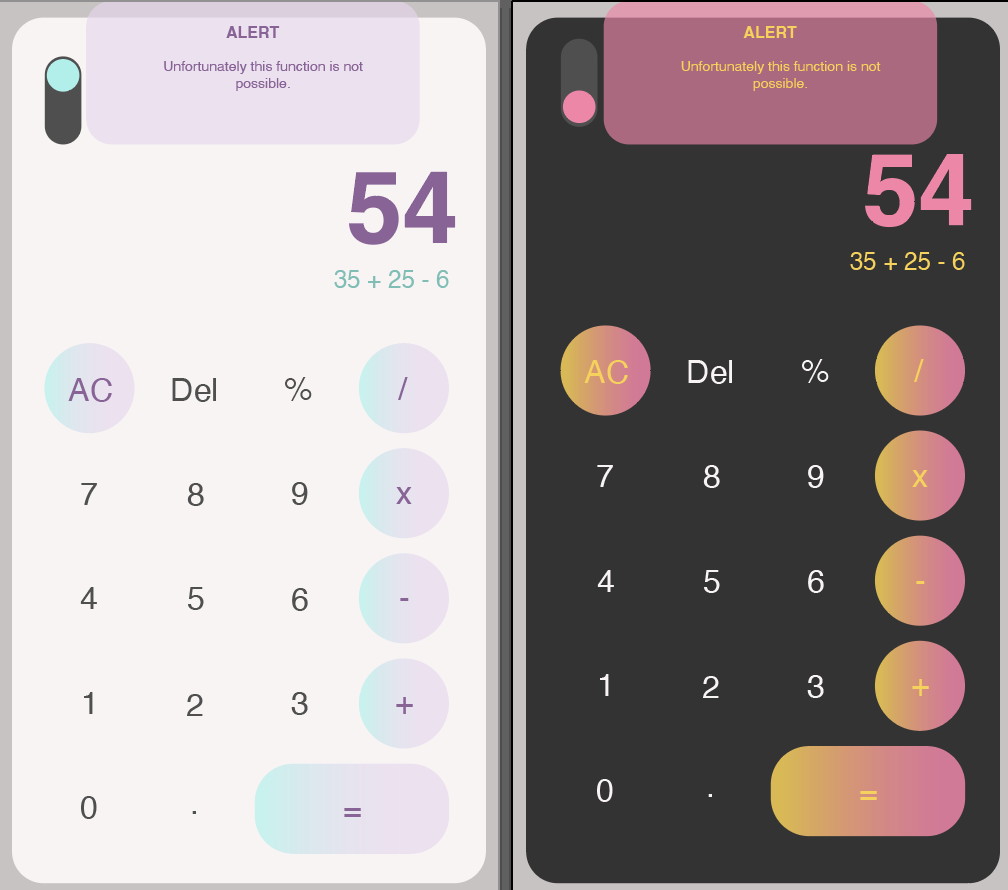 ALERT
Unfortunately this function is not
possible.
54
35 + 25 - 6
AC Del % /
7 8 9 x
4 5 6 -
1 2 3 +
0 . =
ALERT
Unfortunately this function is not
possible.
54
35 + 25 - 6
AC Del % /
7 8 9 x
4 5 6 -
1 2 3 +
0 . =